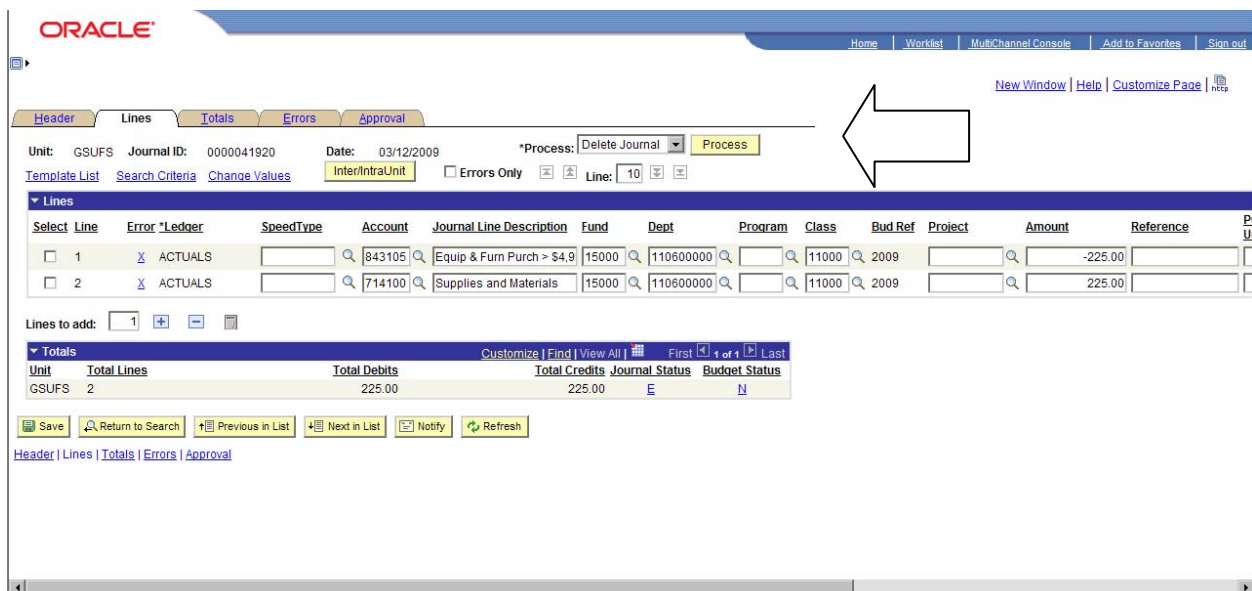 ORACLE'
Home | Worklist | MultiChannel Console | Add to Favorites | Sign out
New Window | Help | Customize Page | http
Header Lines Totals Errors Approval
Unit: GSUFS Journal ID: 0000041920 Date: 03/12/2009 *Process: Delete Journal Process
Template List Search Criteria Change Values Inter/IntraUnit Errors Only Line: 10
Lines
Select Line Error *Ledger SpeedType Account Journal Line Description Fund Dept Program Class Bud Ref Project Amount Reference
1 X ACTUALS 843105 Equip & Furn Purch > $4,9 15000 110600000 11000 2009 -225.00
2 X ACTUALS 714100 Supplies and Materials 15000 110600000 11000 2009 225.00
Lines to add: 1
Totals Customize | Find | View All | First 1 of 1 Last
Unit Total Lines Total Debits Total Credits Journal Status Budget Status
GSUFS 2 225.00 225.00 E N
Save Return to Search Previous in List Next in List Notify Refresh
Header | Lines | Totals | Errors | Approval